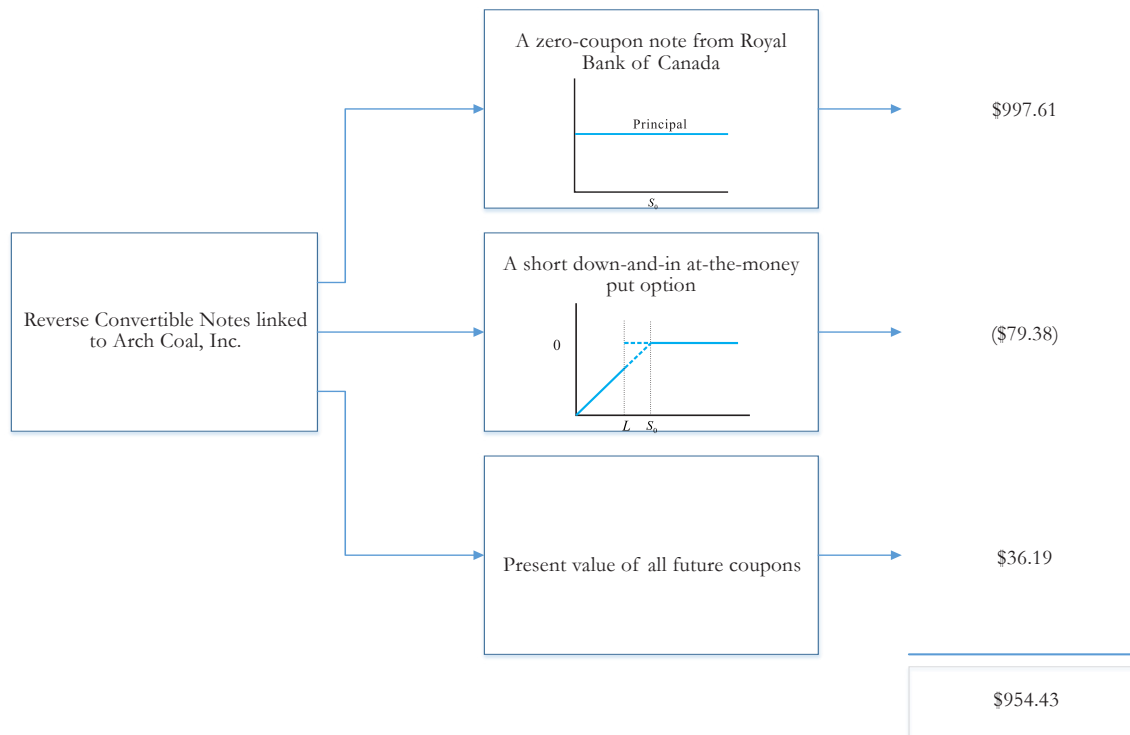 A zero-coupon note from Royal
Bank of Canada
Principal
S₀
$997.61
Reverse Convertible Notes linked
to Arch Coal, Inc.
A short down-and-in at-the-money
put option
0
L S₀
($79.38)
Present value of all future coupons
$36.19
$954.43